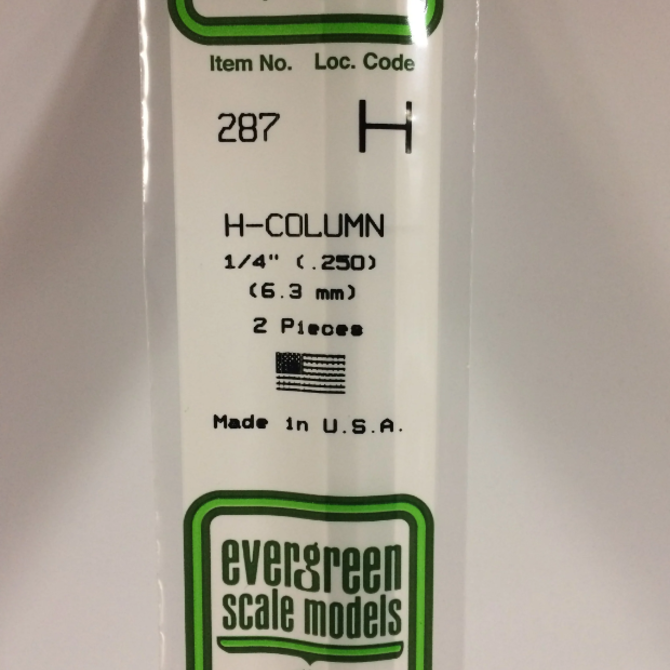 Item No. Loc. Code
287 H
H-COLUMN
1/4" (.250)
(6.3 mm)
2 Pieces
Made in U.S.A.
evergreen
scale models